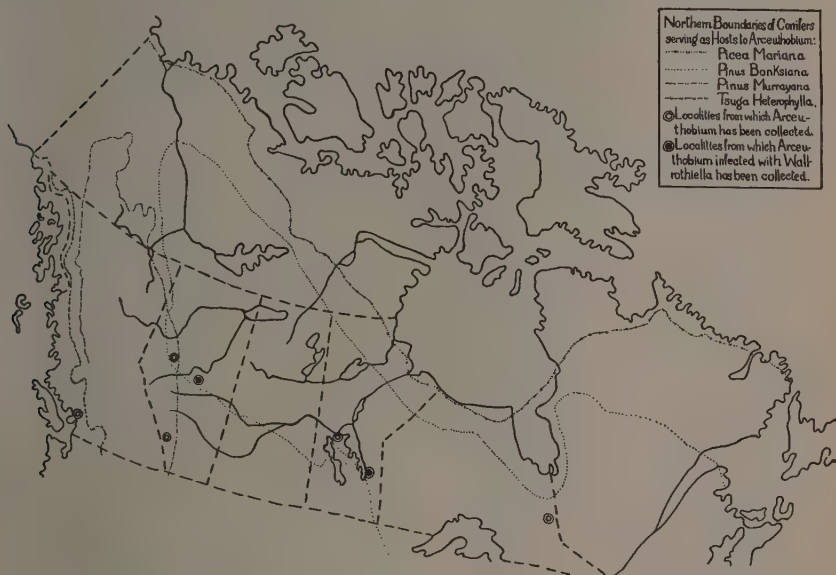 Northern Boundaries of Conifers
serving as Hosts to Arceuthobium:
Picea Mariana
Pinus Banksiana
Pinus Murrayana
Tsuga Heterophylla.
Localities from which Arceu-
thobium has been collected.
Localities from which Arceu-
thobium infected with Wall-
rothiella has been collected.